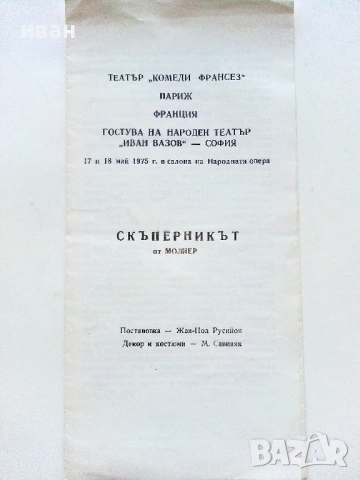 иван
ТЕАТЪР „КОМЕДИ ФРАНСЕЗ"
ПАРИЖ
ФРАНЦИЯ
ГОСТУВА НА НАРОДЕН ТЕАТЪР
„ИВАН ВАЗОВ" — СОФИЯ
17 и 18 май 1975 г. в салона на Народната опера
СКЪПЕРНИКЪТ
от МОЛИЕР
Постановка — Жан-Пол Русийон
Декор и костюми — М.
BAZAR
bg